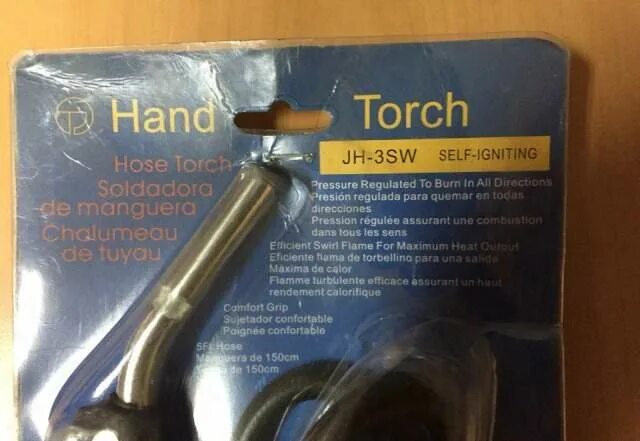 Hand Torch
JH-3SW SELF-IGNITING
Hose Torch
Soldadora
de manguera
Chalumeau
de tuyau
Pressure Regulated To Burn In All Directions
Presión regulada para quemar en todas
direcciones
Pression régulée assurant une combustion
dans tous les sens
Efficient Swirl Flame For Maximum Heat Output
Eficiente flama de torbellino para una salida
Máxima de calor
Flamme turbulente efficace assurant un haut
rendement calorifique
Comfort Grip
Sujetador confortable
Poignée confortable
5Ft Hose
Manguera de 150cm
de 150cm